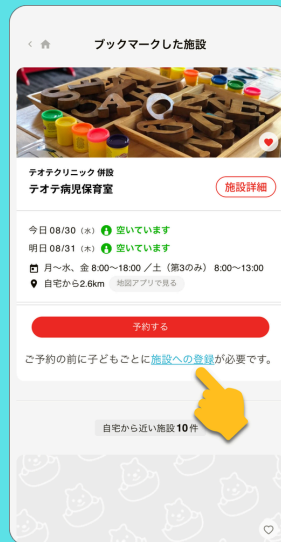 ブックマークした施設
テオテクリニック 併設
テオテ病児保育室
施設詳細
今日 08/30 (水) 空いています
明日 08/31 (木) 空いています
月〜水、金 8:00〜18:00 ／土（第3のみ） 8:00〜13:00
自宅から2.6km 地図アプリで見る
予約する
ご予約の前に子どもごとに施設への登録が必要です。
自宅から近い施設 10 件